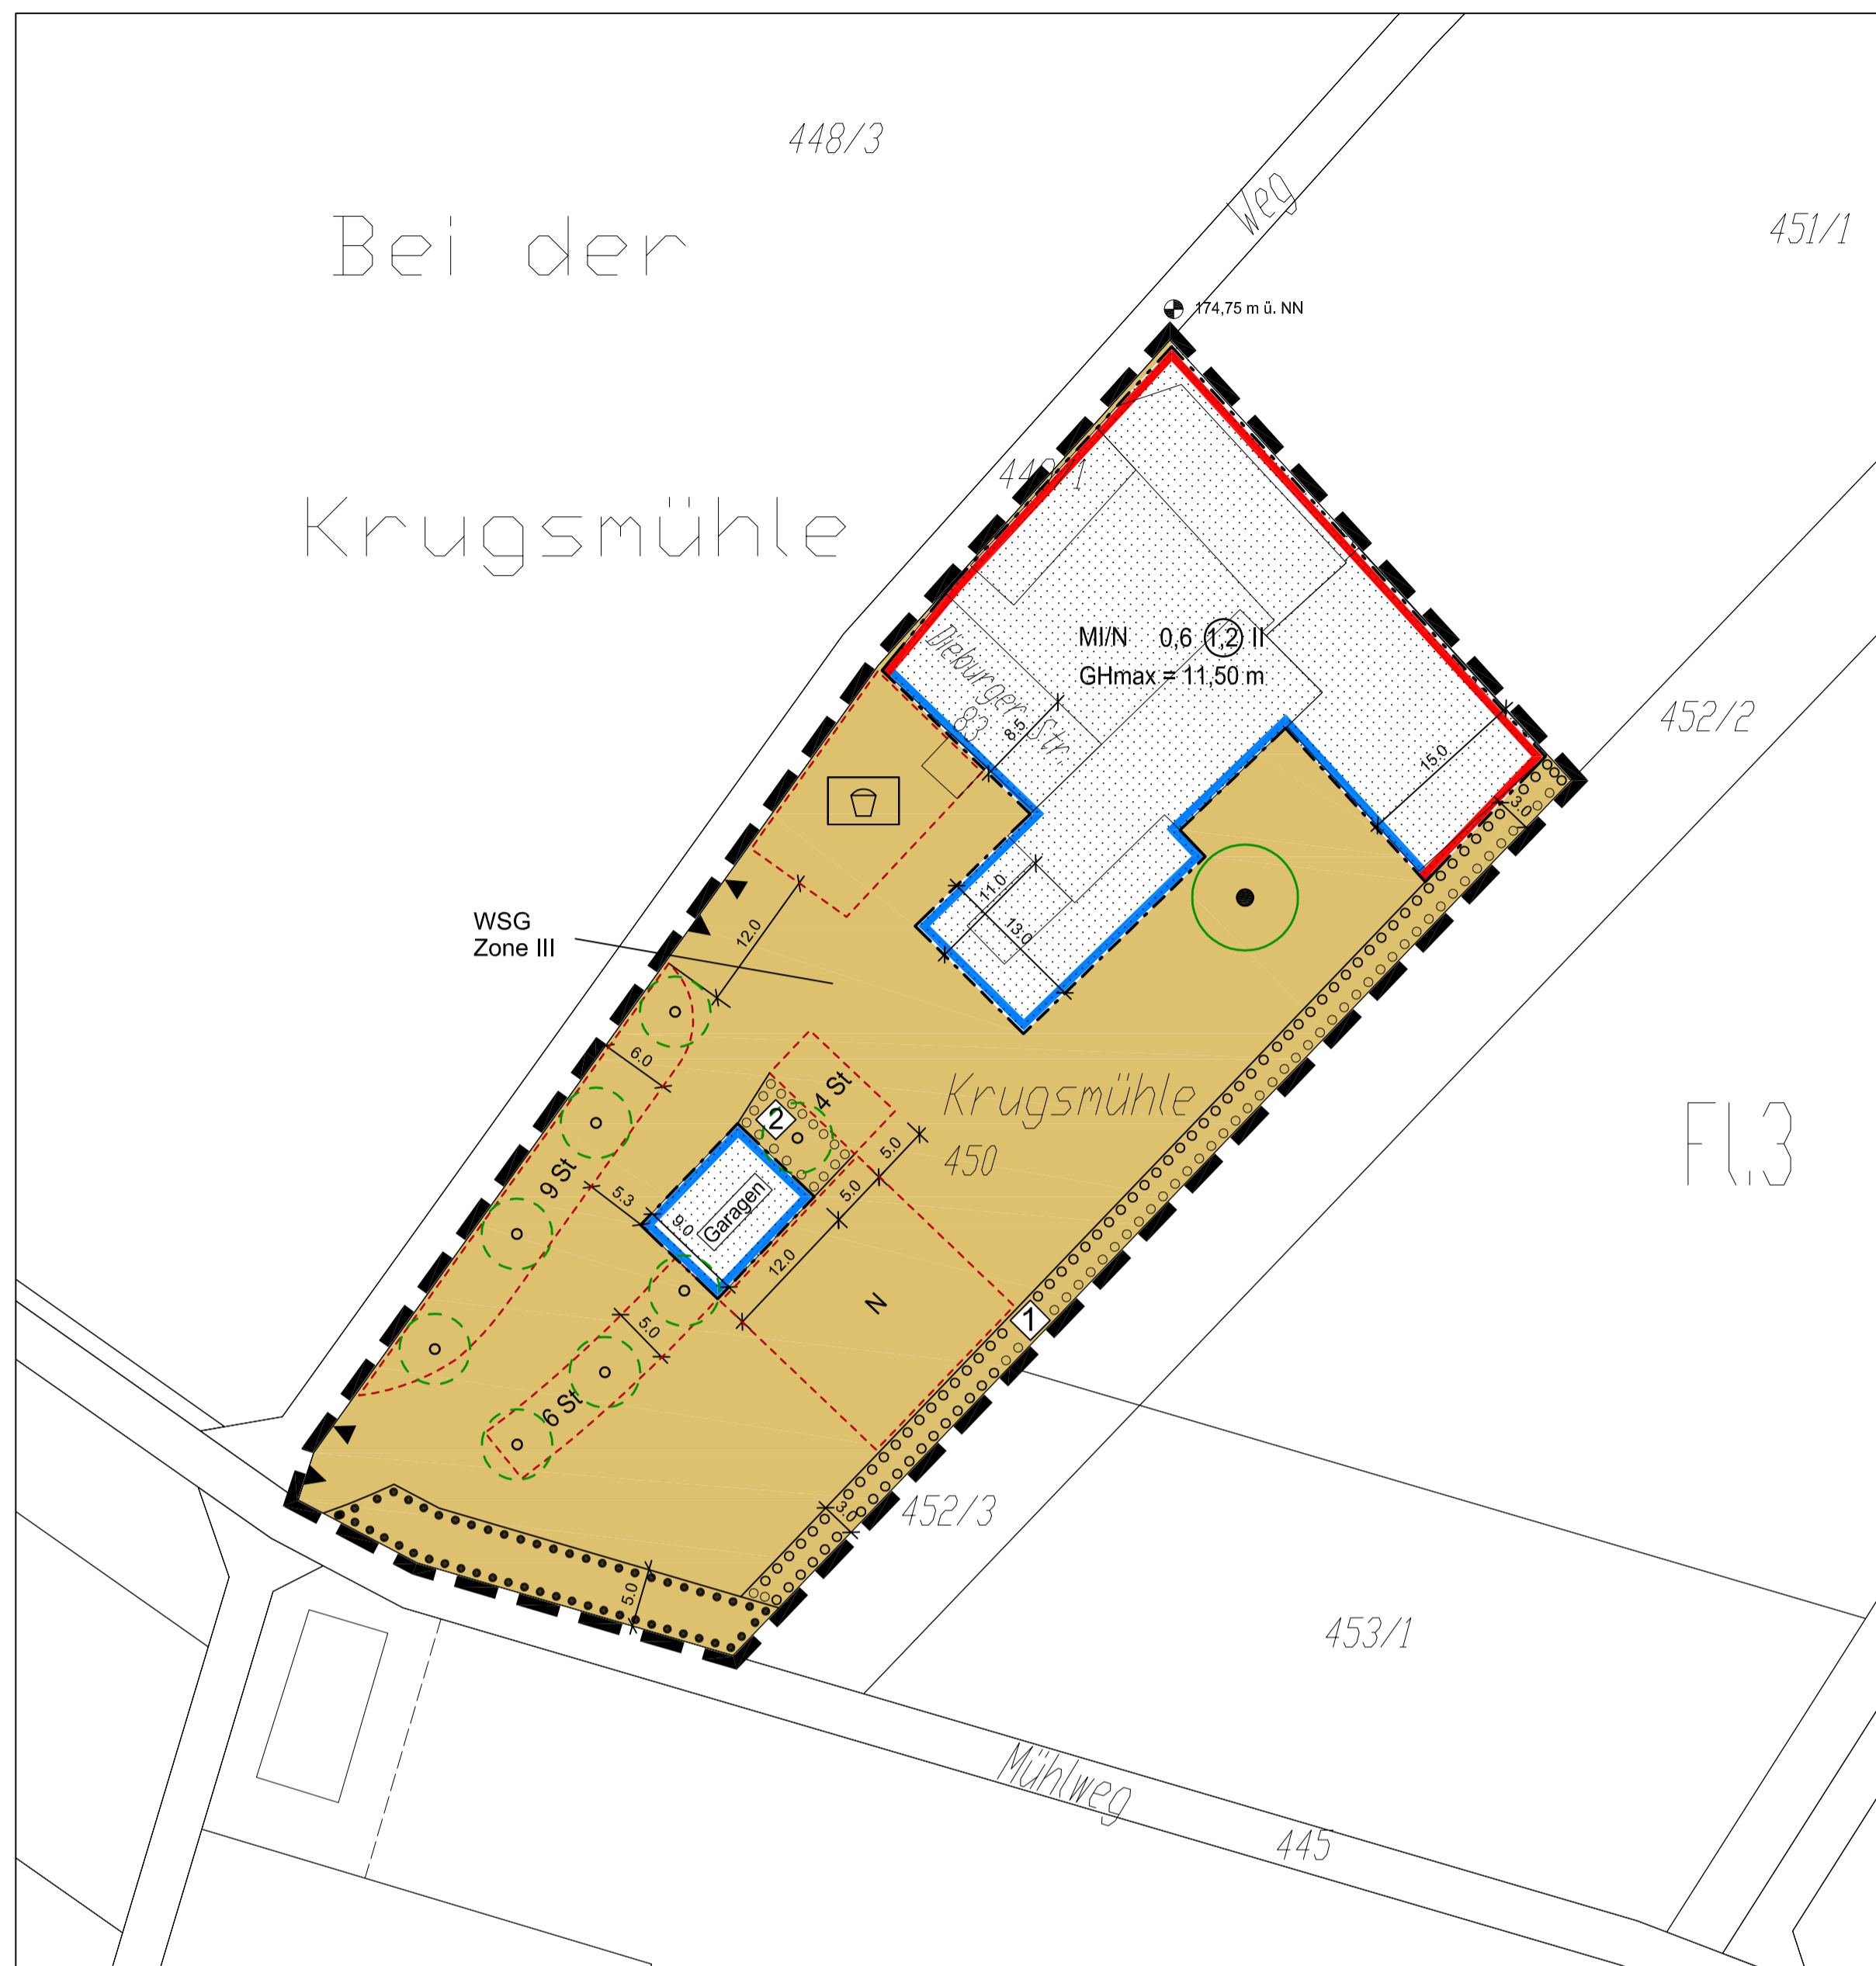 448/3
Bei der
Weg
451/1
174,75 m ü. NN
Krugsmühle
MI/N 0,6 1,2 II
GHmax = 11,50 m
Dieburger Str.
83
8.5
15.0
452/2
3.0
11.0
13.0
WSG
Zone III
12.0
6.0
4 St
2
Krugsmühle
450
Fl.3
9 St
5.3
9.0
Garagen
5.0
5.0
12.0
N
1
5.0
6 St
3.0
452/3
5.0
453/1
Mühlweg
445